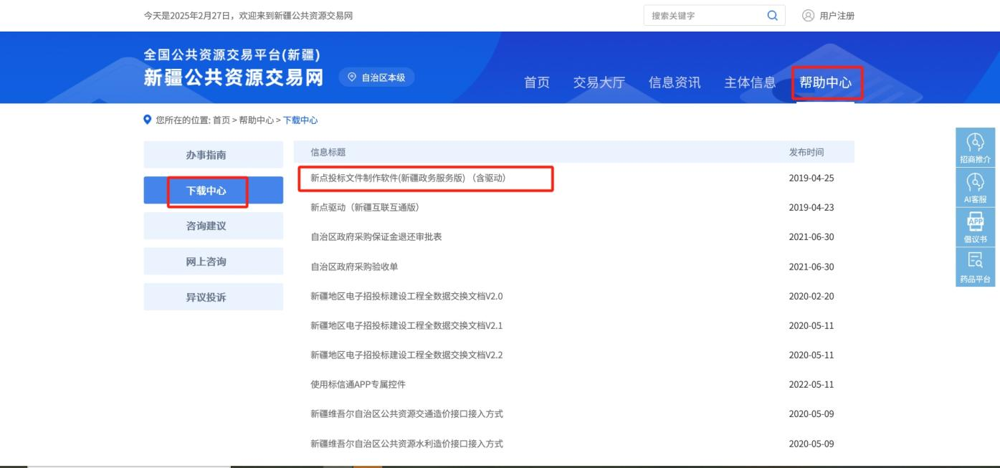 今天是2025年2月27日，欢迎来到新疆公共资源交易网
搜索关键字
用户注册
全国公共资源交易平台(新疆)
新疆公共资源交易网
自治区本级
首页 交易大厅 信息资讯 主体信息 帮助中心
您所在的位置: 首页 > 帮助中心 > 下载中心
办事指南
下载中心
咨询建议
网上咨询
异议投诉
信息标题 发布时间
新点投标文件制作软件(新疆政务服务版) （含驱动） 2019-04-25
新点驱动（新疆互联互通版） 2019-04-23
自治区政府采购保证金退还审批表 2021-06-30
自治区政府采购验收单 2021-06-30
新疆地区电子招投标建设工程全数据交换文档V2.0 2020-02-20
新疆地区电子招投标建设工程全数据交换文档V2.1 2020-05-11
新疆地区电子招投标建设工程全数据交换文档V2.2 2020-05-11
使用标信通APP专属控件 2022-05-11
新疆维吾尔自治区公共资源交通造价接口接入方式 2020-05-09
新疆维吾尔自治区公共资源水利造价接口接入方式 2020-05-09
招商推介
AI客服
APP
倡议书
药品平台